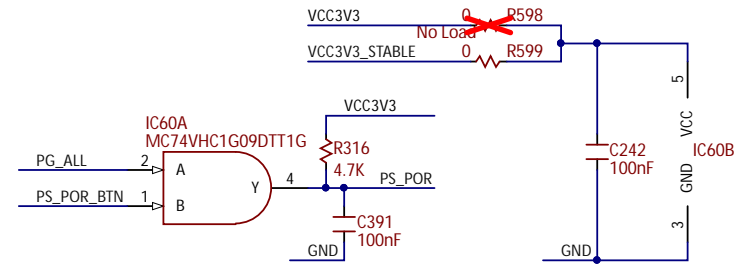 VCC3V3
0
R598
No Load
VCC3V3_STABLE
0
R599
VCC3V3
IC60A
MC74VHC1G09DTT1G
R316
4.7K
PG_ALL
2
A
Y
4
PS_POR
PS_POR_BTN
1
B
C391
100nF
GND
C242
100nF
5
VCC
IC60B
GND
3
GND